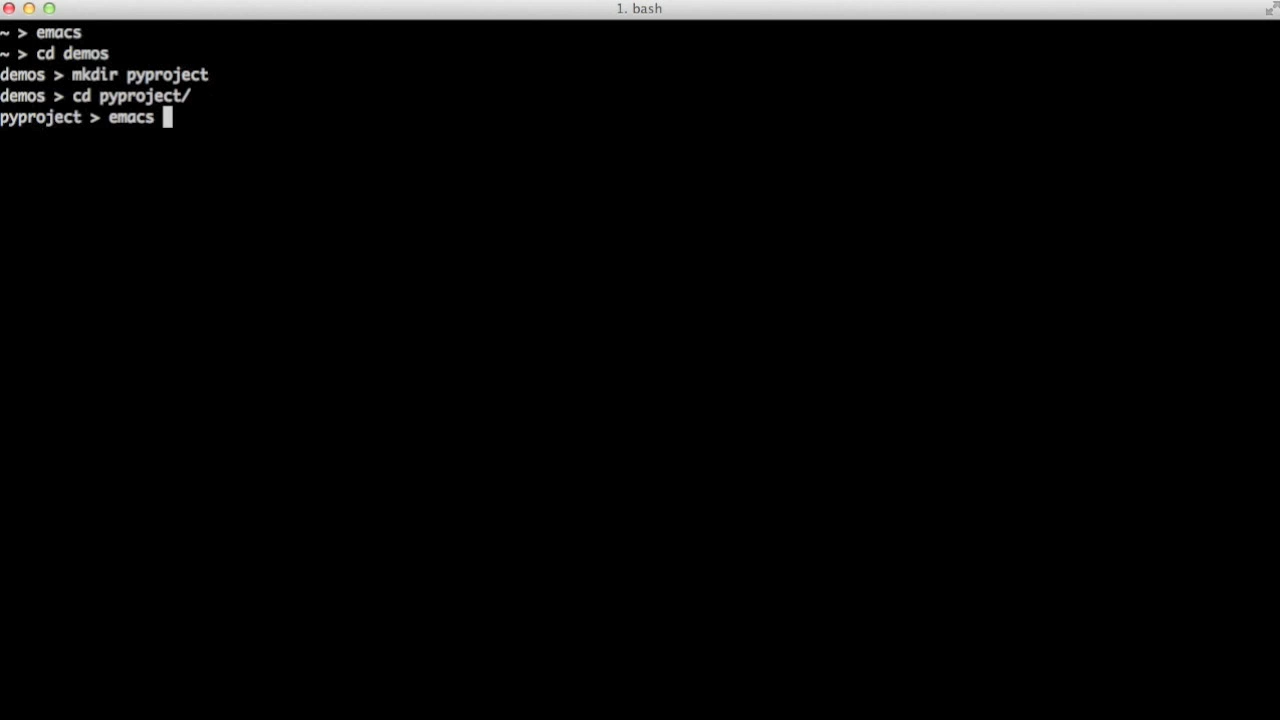 1. bash
~ > emacs
~ > cd demos
demos > mkdir pyproject
demos > cd pyproject/
pyproject > emacs